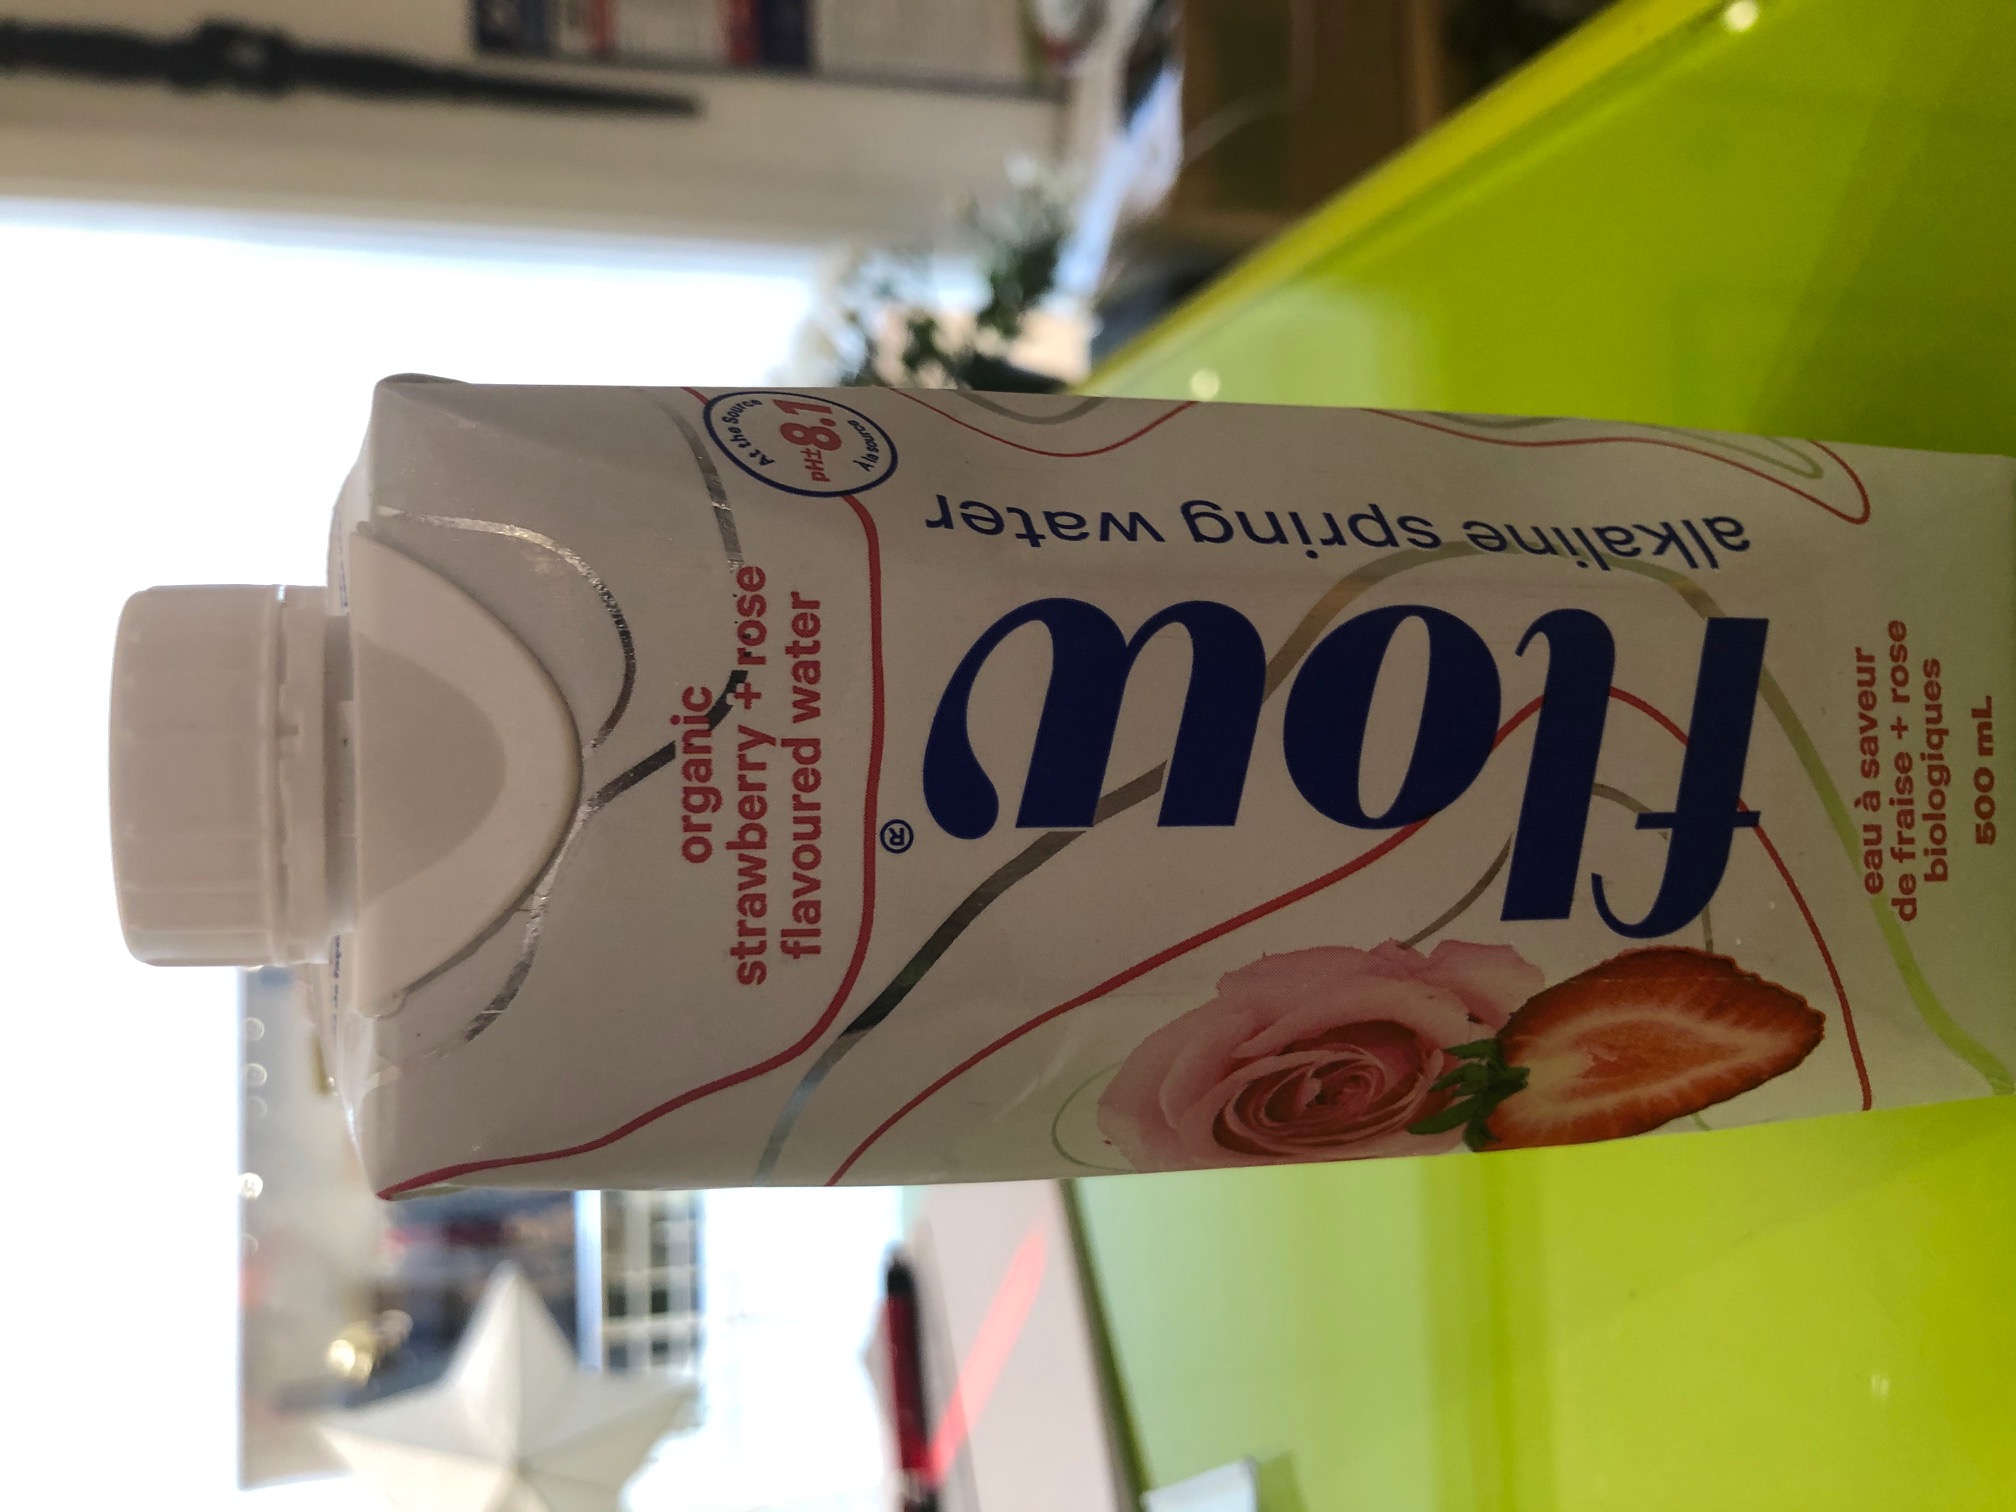 At the Source
pH± 8.1
À la source
organic
strawberry + rose
flavoured water
flow®
alkaline spring water
eau à saveur
de fraise + rose
biologiques
500 mL